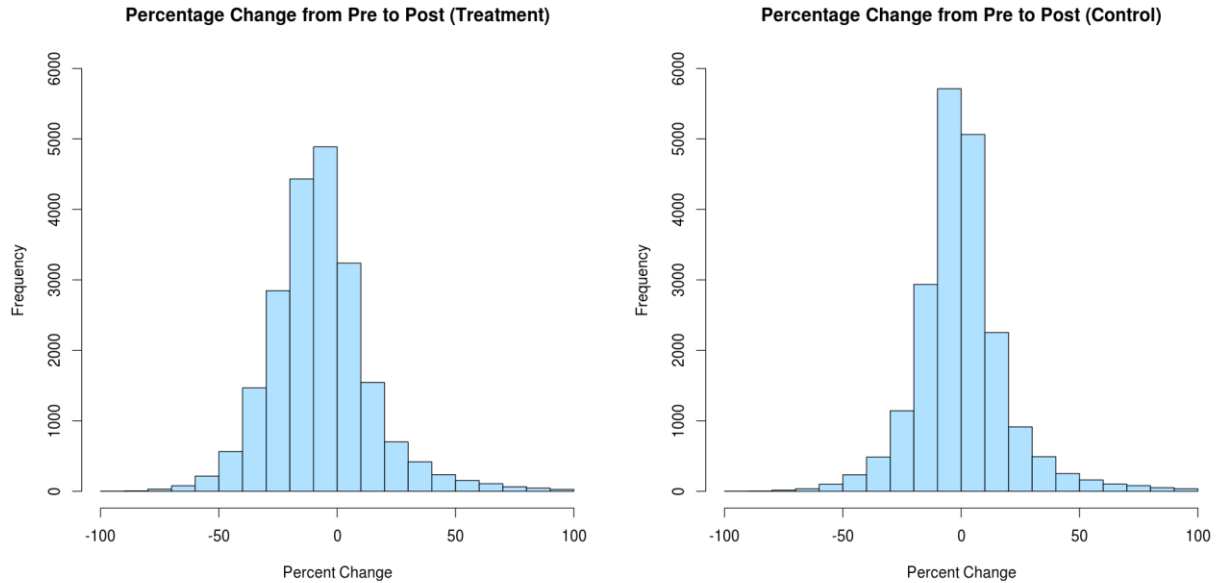 Percentage Change from Pre to Post (Treatment)
6000
5000
4000
3000
2000
1000
0
Frequency
-100 -50 0 50 100
Percent Change
Percentage Change from Pre to Post (Control)
6000
5000
4000
3000
2000
1000
0
Frequency
-100 -50 0 50 100
Percent Change